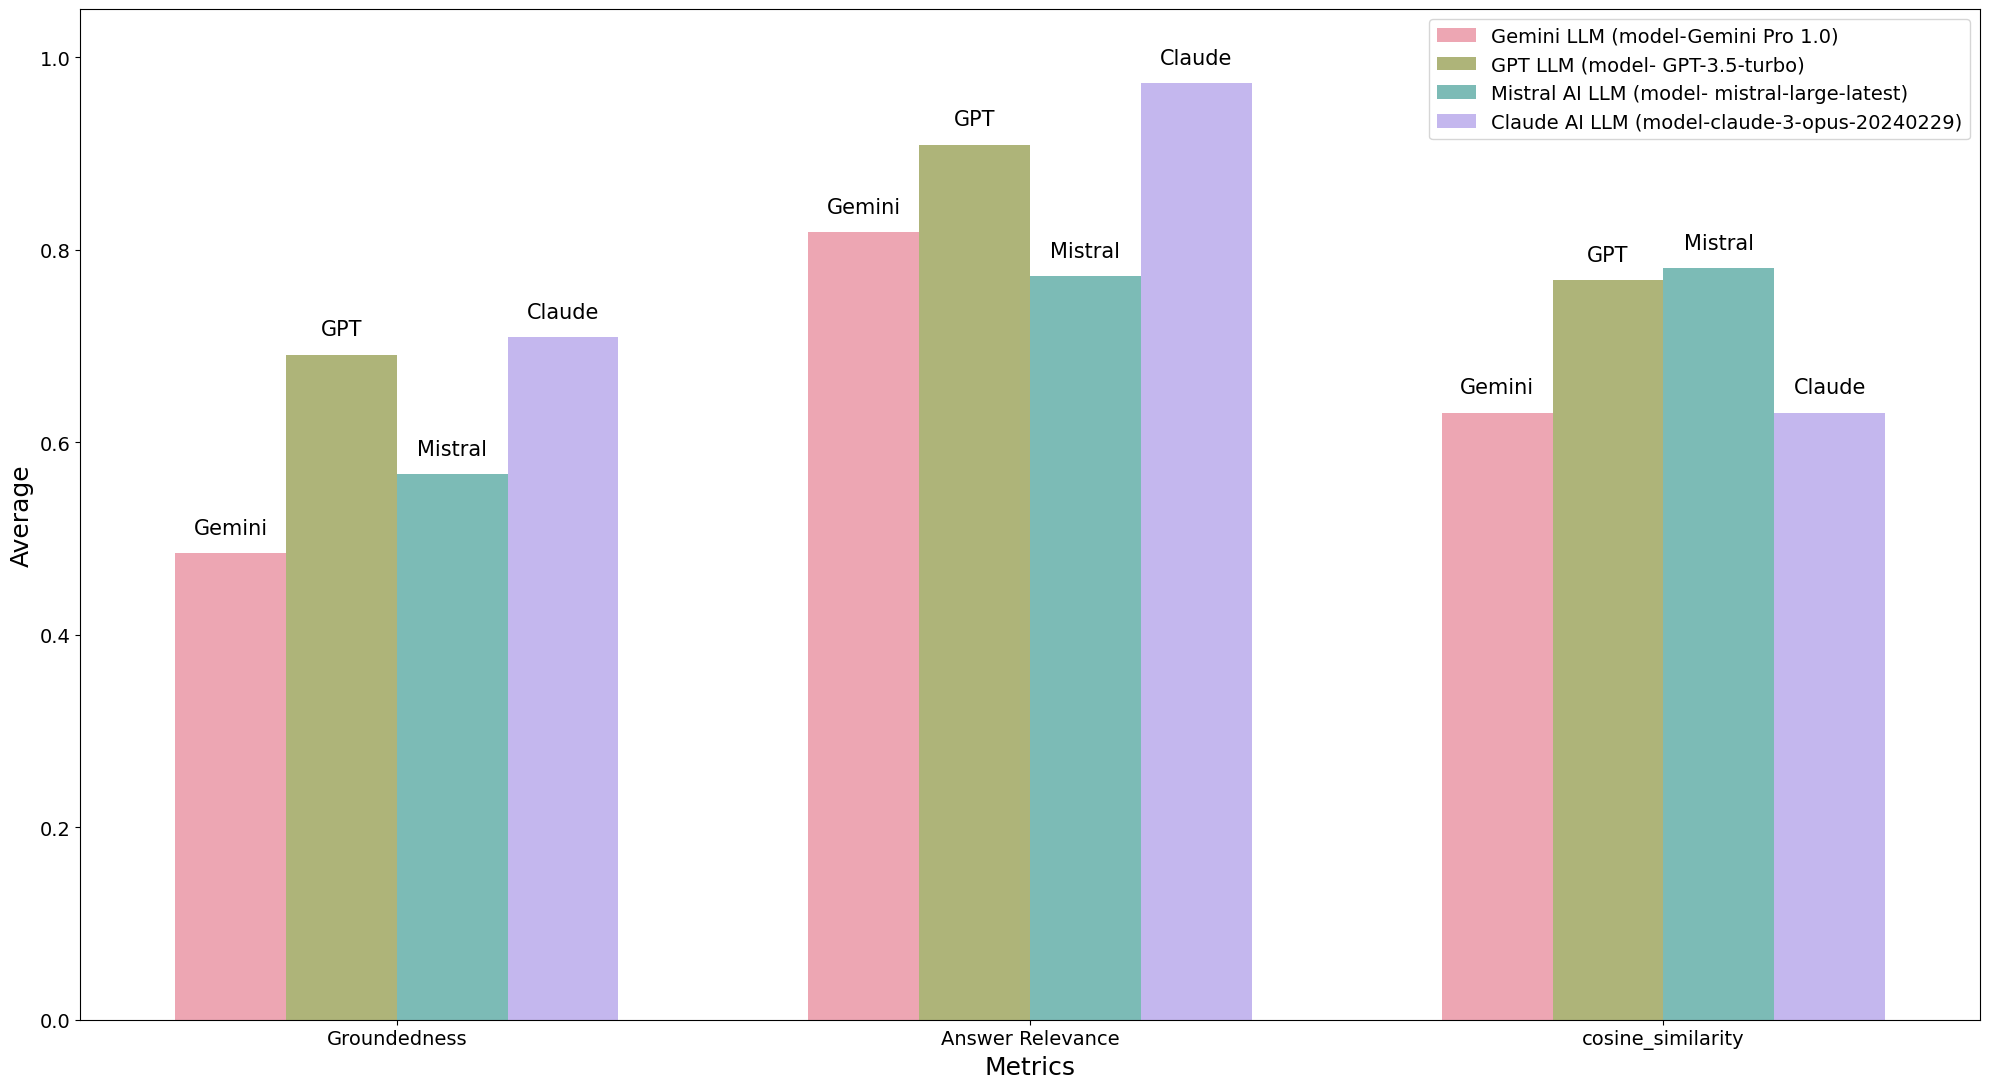 Gemini LLM (model-Gemini Pro 1.0)
GPT LLM (model- GPT-3.5-turbo)
Mistral AI LLM (model- mistral-large-latest)
Claude AI LLM (model-claude-3-opus-20240229)
1.0
0.8
0.6
0.4
0.2
0.0
Average
Gemini
GPT
Mistral
Claude
Gemini
GPT
Mistral
Claude
Gemini
GPT
Mistral
Claude
Groundedness
Answer Relevance
cosine_similarity
Metrics